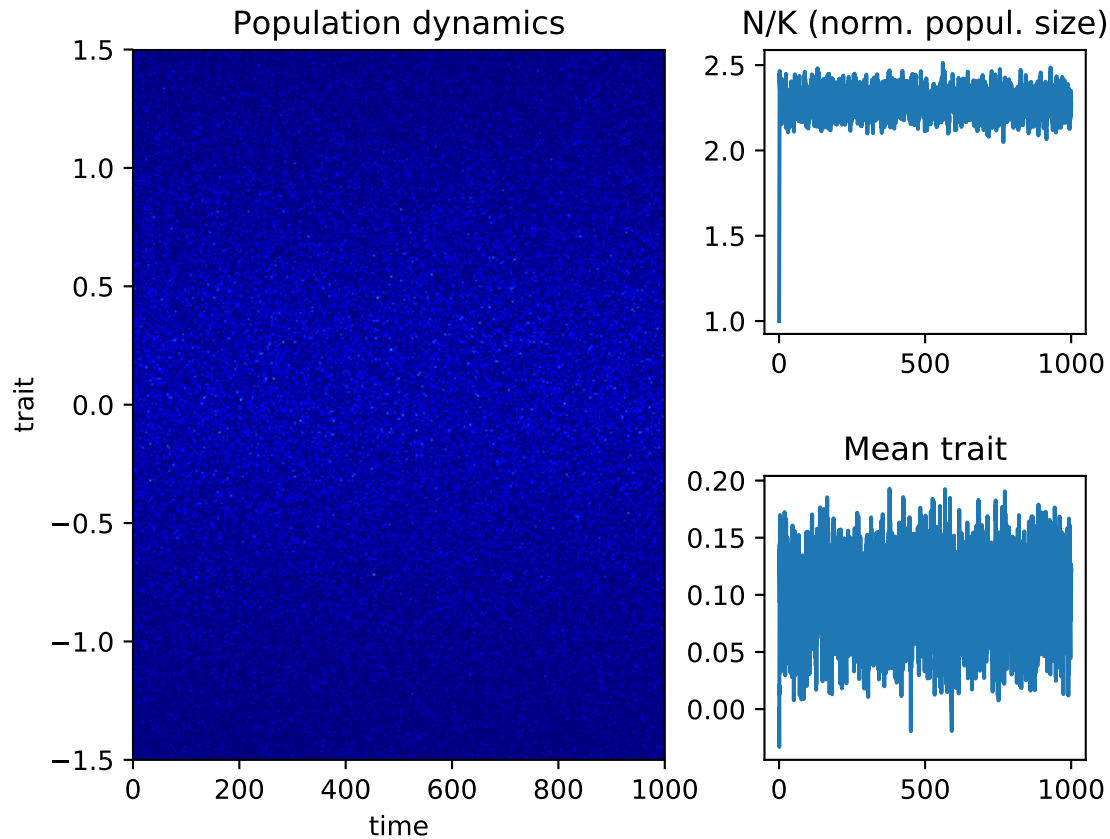 Population dynamics
1.5
1.0
0.5
0.0
−0.5
−1.0
−1.5
trait
0 200 400 600 800 1000
time
N/K (norm. popul. size)
2.5
2.0
1.5
1.0
0 500 1000
Mean trait
0.20
0.15
0.10
0.05
0.00
0 500 1000